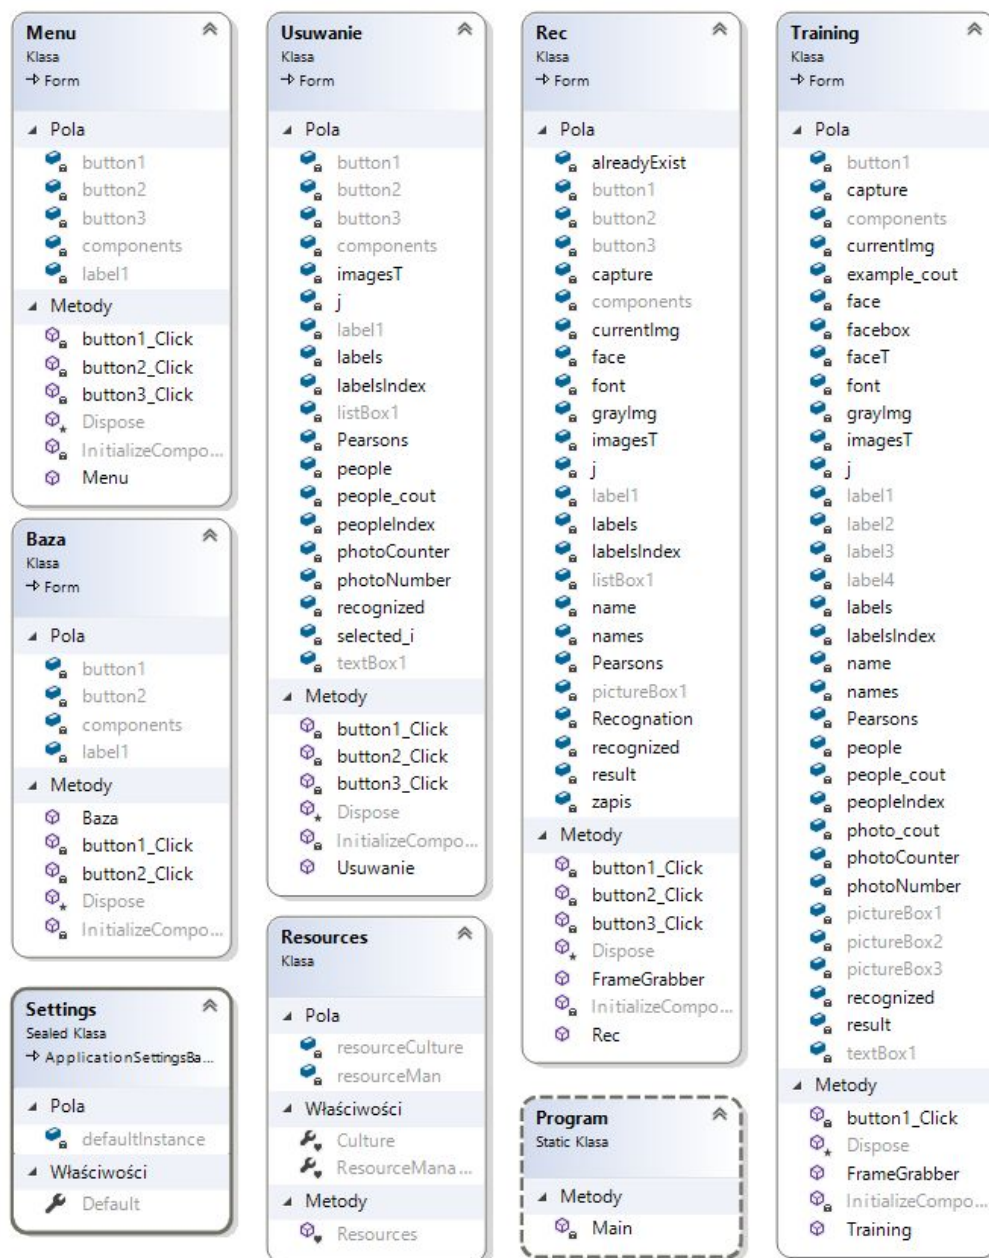 Menu
Klasa
Form
Pola
button1
button2
button3
components
label1
Metody
button1_Click
button2_Click
button3_Click
Dispose
InitializeCompo...
Menu
Baza
Klasa
Form
Pola
button1
button2
components
label1
Metody
Baza
button1_Click
button2_Click
Dispose
InitializeCompo...
Settings
Sealed Klasa
ApplicationSettingsBa...
Pola
defaultInstance
Właściwości
Default
Usuwanie
Klasa
Form
Pola
button1
button2
button3
components
imagesT
j
label1
labels
labelsIndex
listBox1
Pearsons
people
people_cout
peopleIndex
photoCounter
photoNumber
recognized
selected_i
textBox1
Metody
button1_Click
button2_Click
button3_Click
Dispose
InitializeCompo...
Usuwanie
Resources
Klasa
Pola
resourceCulture
resourceMan
Właściwości
Culture
ResourceMana...
Metody
Resources
Rec
Klasa
Form
Pola
alreadyExist
button1
button2
button3
capture
components
currentImg
face
font
grayImg
imagesT
j
label1
labels
labelsIndex
listBox1
name
names
Pearsons
pictureBox1
Recognation
recognized
result
zapis
Metody
button1_Click
button2_Click
button3_Click
Dispose
FrameGrabber
InitializeCompo...
Rec
Program
Static Klasa
Metody
Main
Training
Klasa
Form
Pola
button1
capture
components
currentImg
example_cout
face
facebox
faceT
font
grayImg
imagesT
j
label1
label2
label3
label4
labels
labelsIndex
name
names
Pearsons
people
people_cout
peopleIndex
photo_cout
photoCounter
photoNumber
pictureBox1
pictureBox2
pictureBox3
recognized
result
textBox1
Metody
button1_Click
Dispose
FrameGrabber
InitializeCompo...
Training